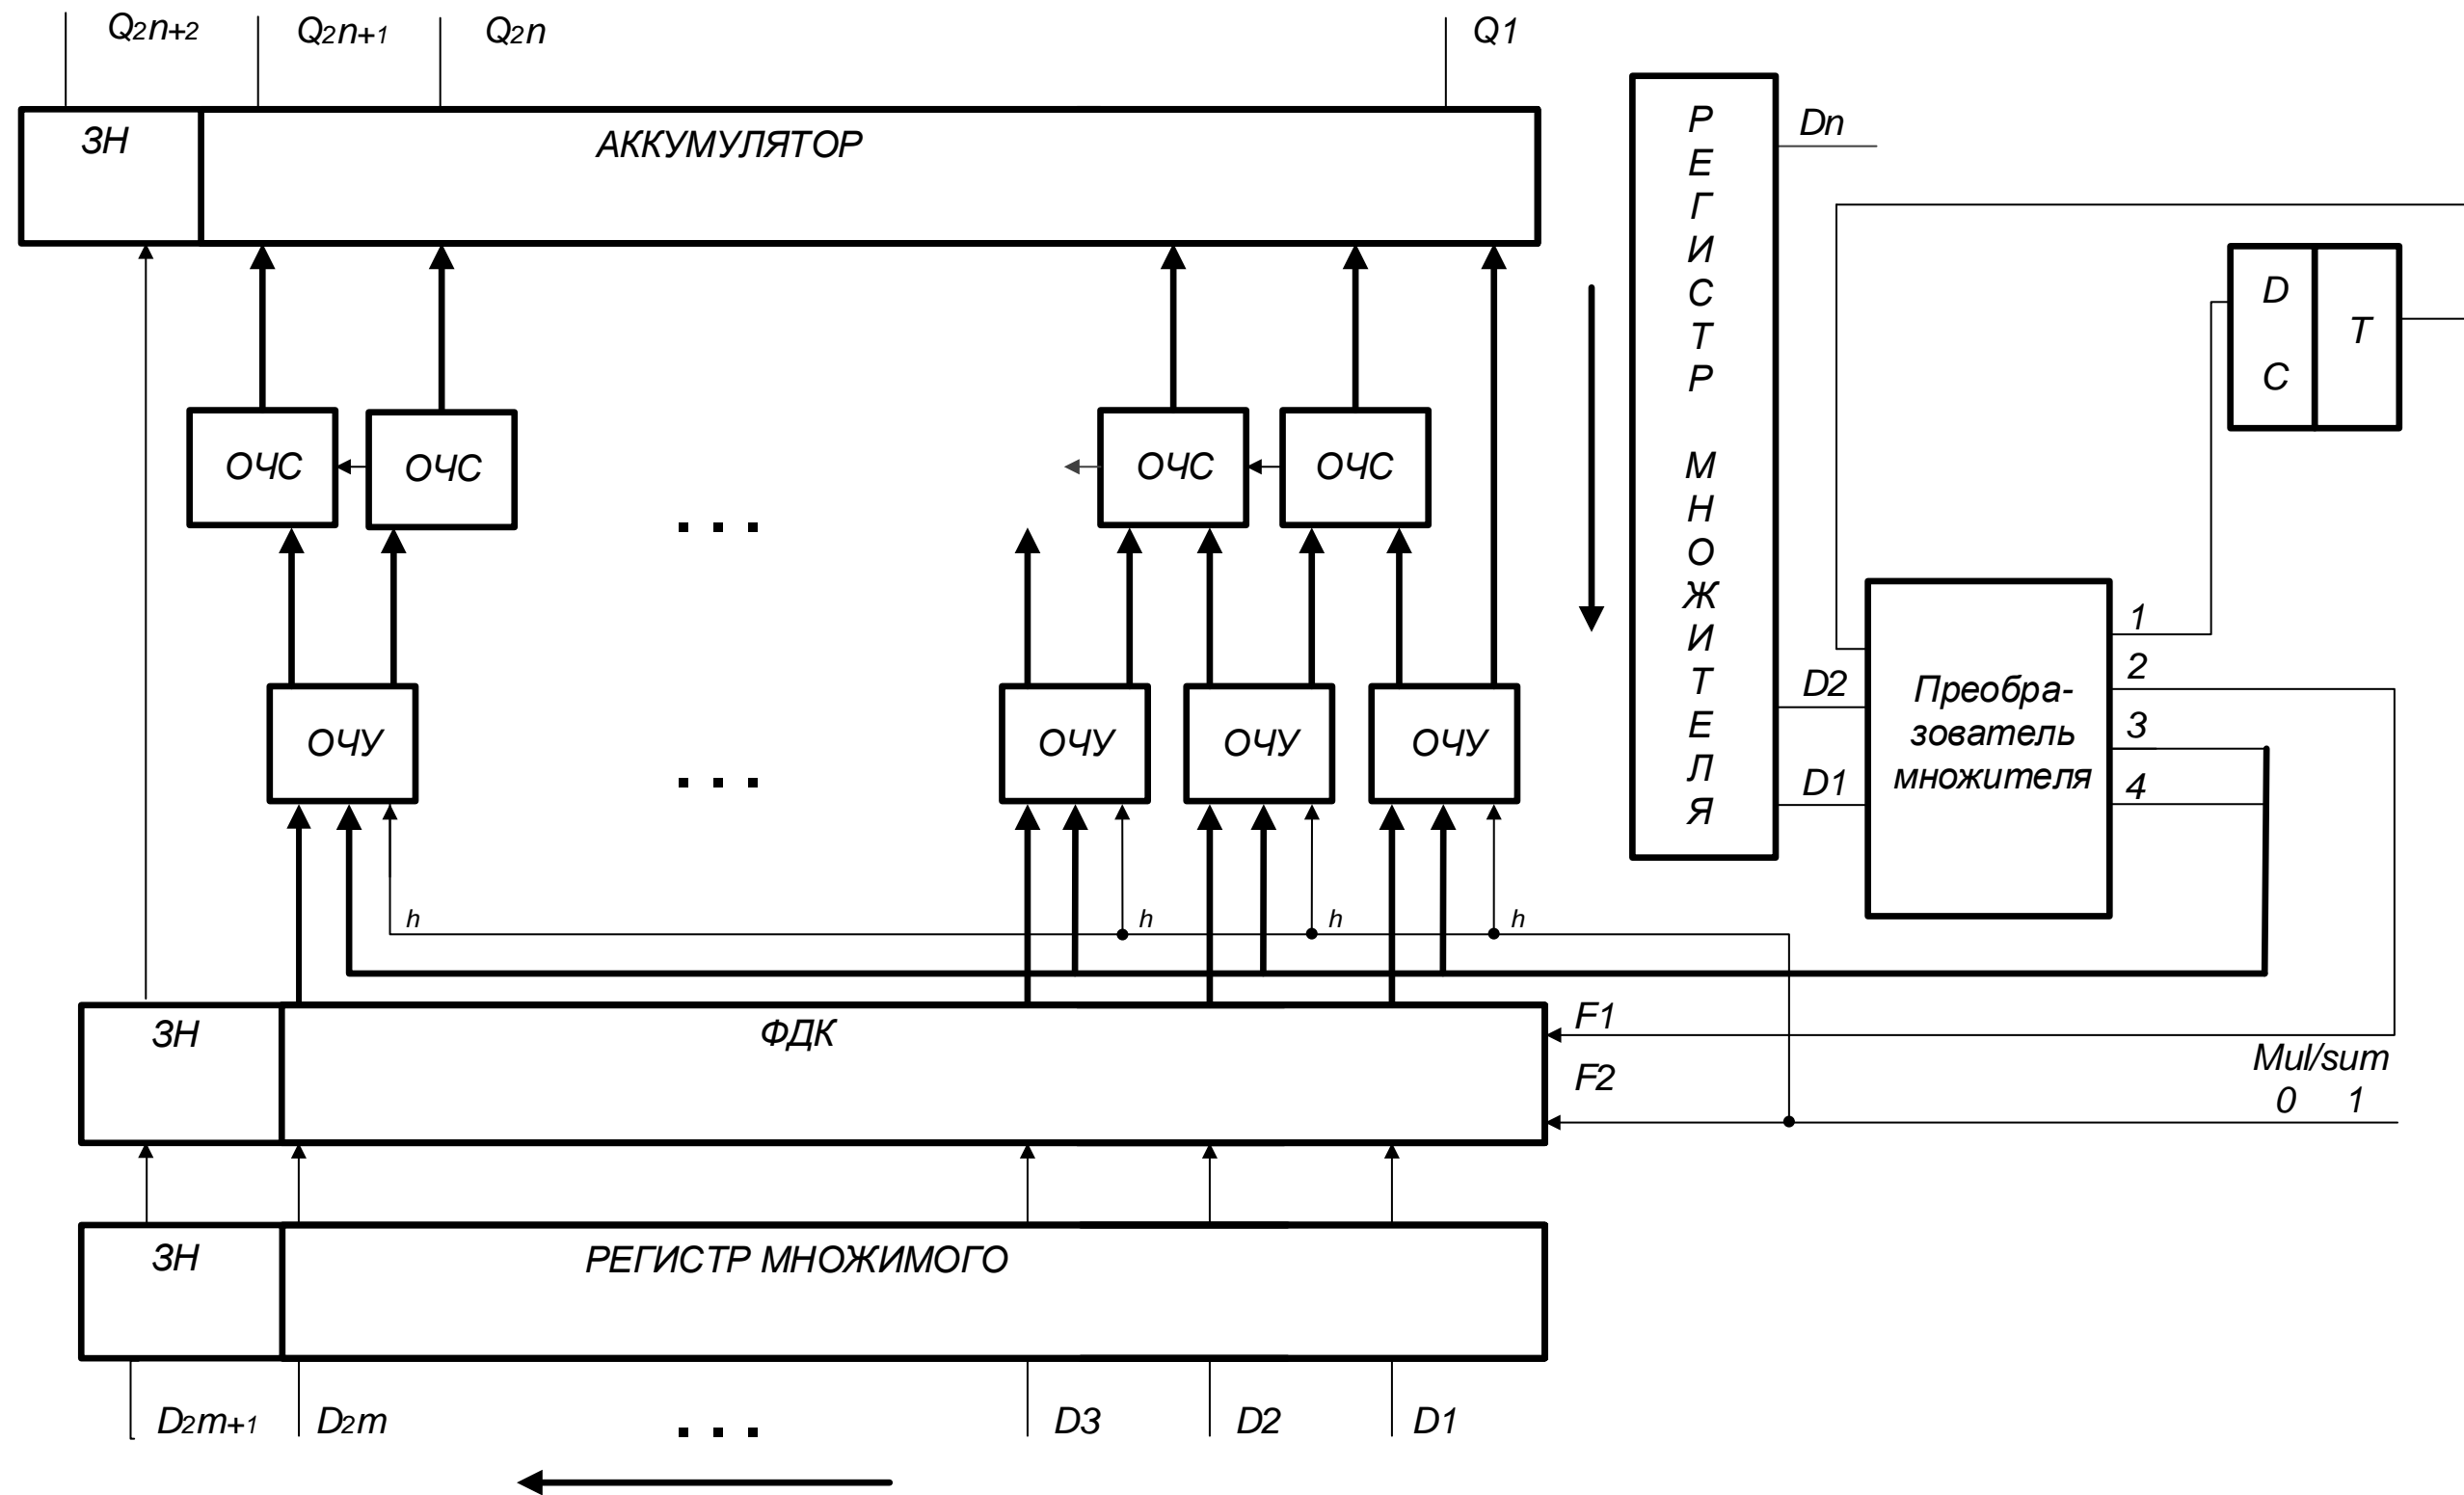 Q2n+2 Q2n+1 Q2n Q1
ЗН АККУМУЛЯТОР
РЕГИСТР МНОЖИТЕЛЯ
Dn
D
C
T
ОЧС ОЧС ОЧС ОЧС
. . .
D2
D1
Преобра-
зователь
множителя
1
2
3
4
ОЧУ ОЧУ ОЧУ ОЧУ
. . .
h h h h
ЗН ФДК
F1
F2
Mul/sum
0 1
ЗН РЕГИСТР МНОЖИМОГО
D2m+1 D2m . . . D3 D2 D1